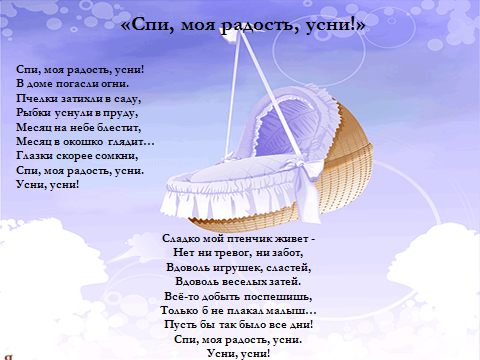 «Спи, моя радость, усни!»
Спи, моя радость, усни!
В доме погасли огни.
Пчелки затихли в саду,
Рыбки уснули в пруду,
Месяц на небе блестит,
Месяц в окошко глядит...
Глазки скорее сомкни,
Спи, моя радость, усни.
Усни, усни!
Сладко мой птенчик живет -
Нет ни тревог, ни забот,
Вдоволь игрушек, сластей,
Вдоволь веселых затей.
Всё-то добыть поспешишь,
Только б не плакал малыш...
Пусть бы так было все дни!
Спи, моя радость, усни.
Усни, усни!
Я